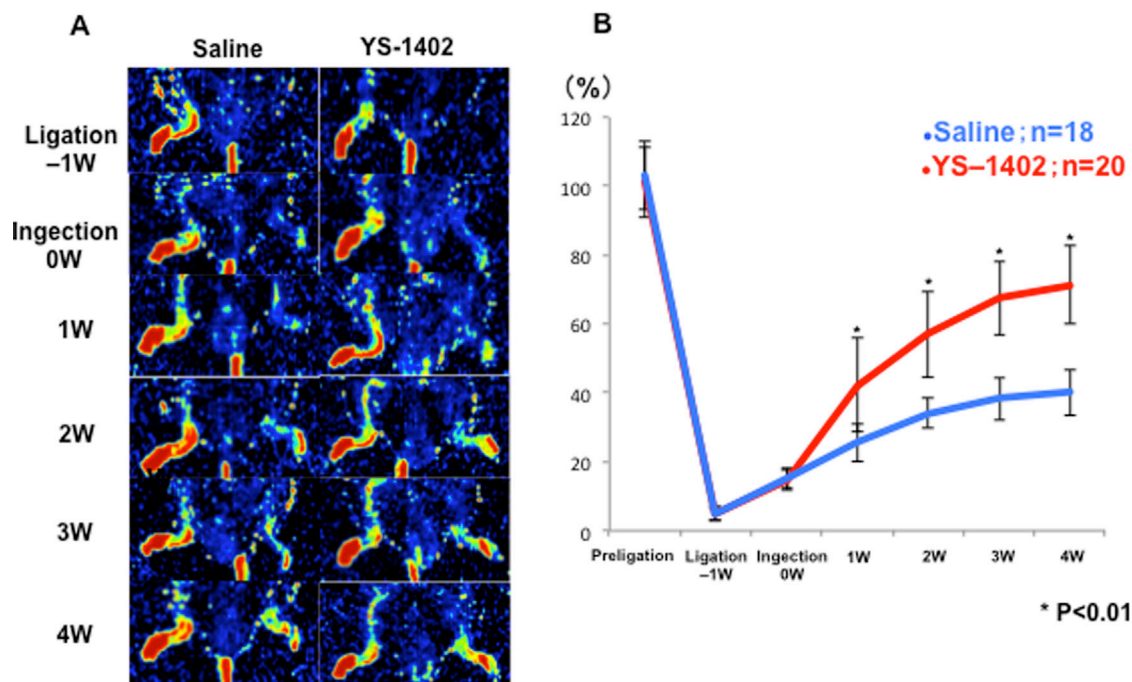 A
Saline YS-1402
Ligation
–1W
Ingection
0W
1W
2W
3W
4W
B
(%)
120
100
80
60
40
20
0
Saline ; n=18
YS–1402 ; n=20
*
*
*
*
Preligation Ligation Ingection 1W 2W 3W 4W
–1W 0W
* P<0.01